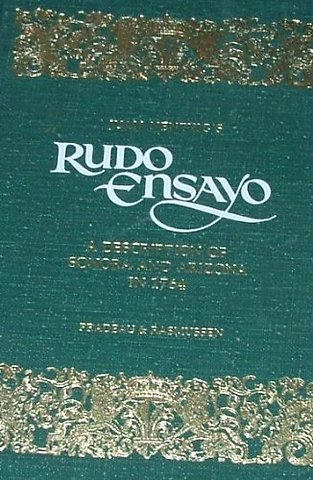 JUAN NENTVIG'S
RUDO
ENSAYO
A DESCRIPTION OF
SONORA AND ARIZONA
IN 1764
PRADEAU & RASMUSSEN